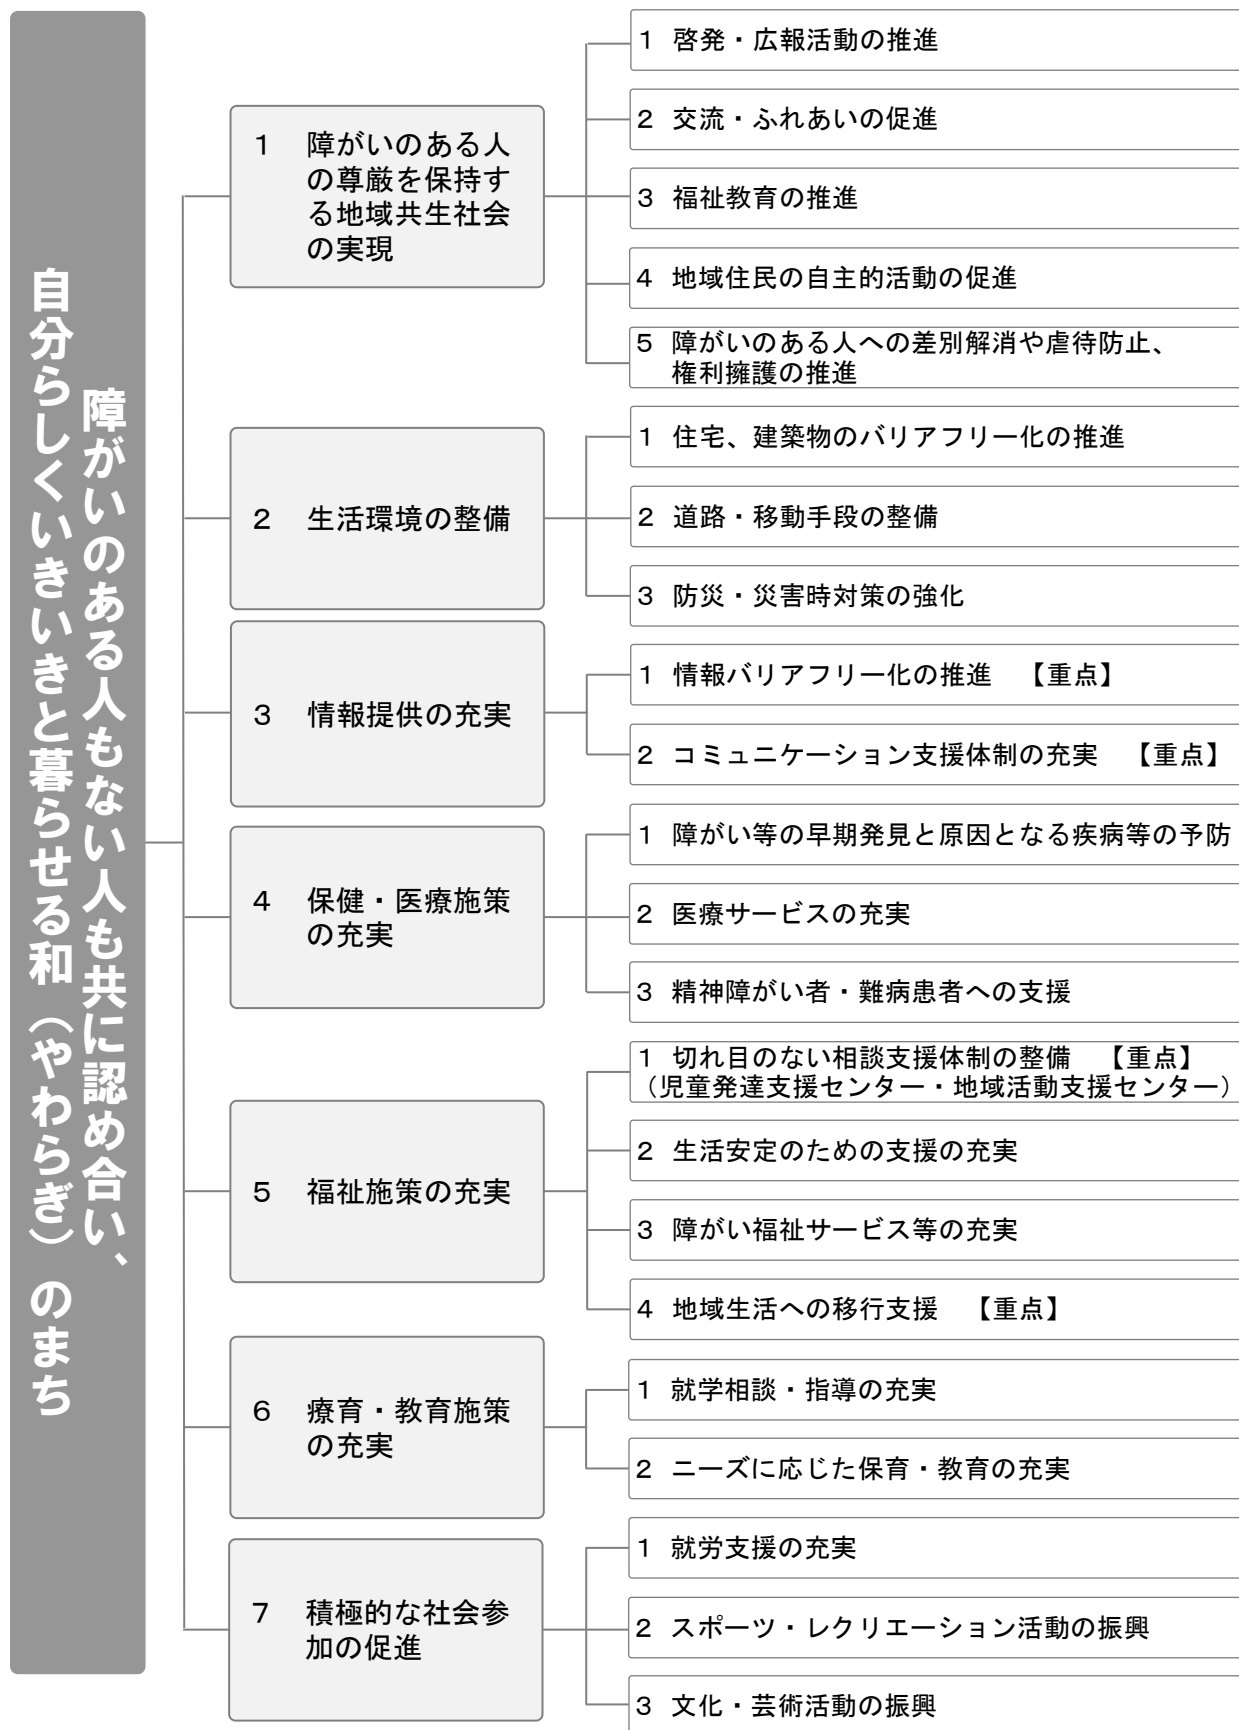 障がいのある人もない人も共に認め合い、
自分らしくいきいきと暮らせる和（やわらぎ）のまち
1 障がいのある人
の尊厳を保持す
る地域共生社会
の実現
1 啓発・広報活動の推進
2 交流・ふれあいの促進
3 福祉教育の推進
4 地域住民の自主的活動の促進
5 障がいのある人への差別解消や虐待防止、
権利擁護の推進
2 生活環境の整備
1 住宅、建築物のバリアフリー化の推進
2 道路・移動手段の整備
3 防災・災害時対策の強化
3 情報提供の充実
1 情報バリアフリー化の推進 【重点】
2 コミュニケーション支援体制の充実 【重点】
4 保健・医療施策
の充実
1 障がい等の早期発見と原因となる疾病等の予防
2 医療サービスの充実
3 精神障がい者・難病患者への支援
5 福祉施策の充実
1 切れ目のない相談支援体制の整備 【重点】
（児童発達支援センター・地域活動支援センター）
2 生活安定のための支援の充実
3 障がい福祉サービス等の充実
4 地域生活への移行支援 【重点】
6 療育・教育施策
の充実
1 就学相談・指導の充実
2 ニーズに応じた保育・教育の充実
7 積極的な社会参
加の促進
1 就労支援の充実
2 スポーツ・レクリエーション活動の振興
3 文化・芸術活動の振興